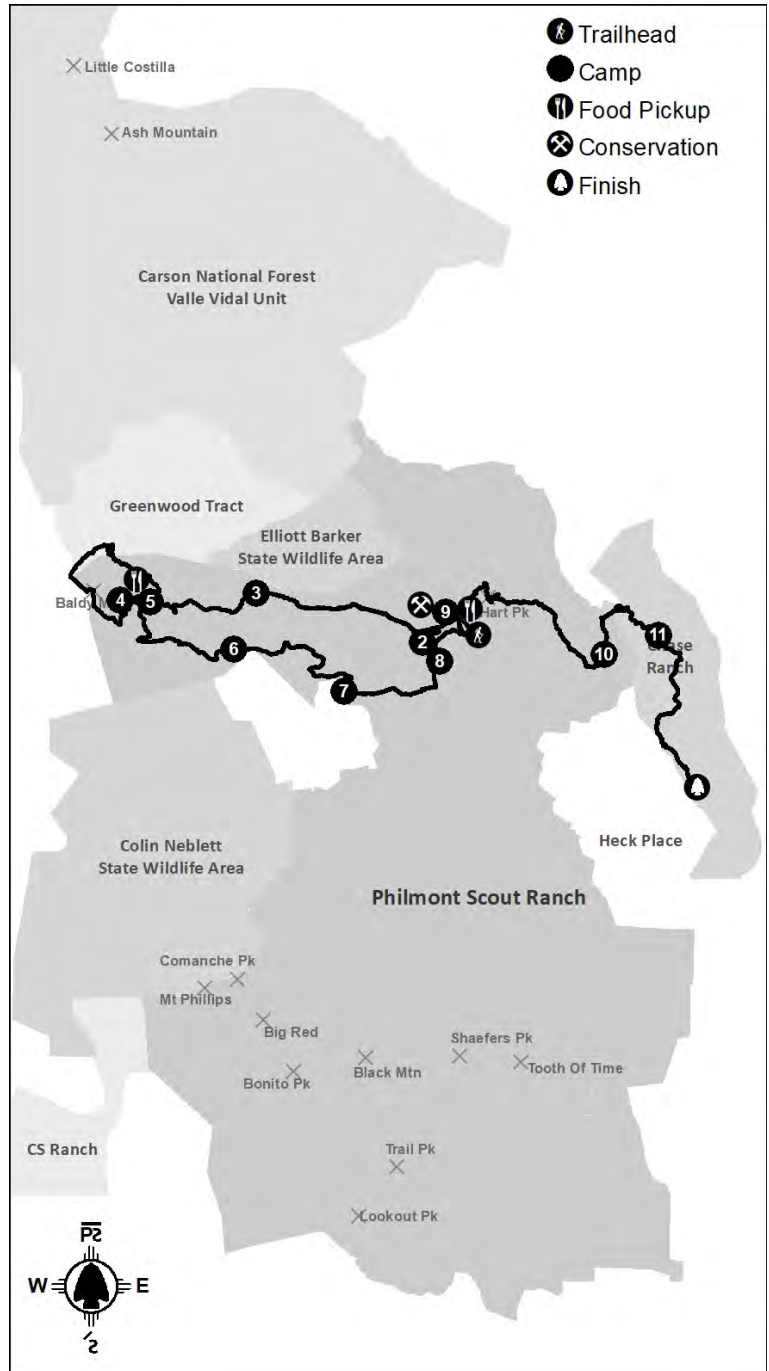 Trailhead
Camp
Food Pickup
Conservation
Finish
Little Costilla
Ash Mountain
Carson National Forest
Valle Vidal Unit
Greenwood Tract
Elliott Barker
State Wildlife Area
Baldy M
4
5
3
9
Hart Pk
2
8
6
7
10
11
Chase
Ranch
Heck Place
Colin Neblett
State Wildlife Area
Philmont Scout Ranch
Comanche Pk
Mt Phillips
Big Red
Bonito Pk
Black Mtn
Shaefers Pk
Tooth Of Time
Trail Pk
Lookout Pk
CS Ranch
W
E